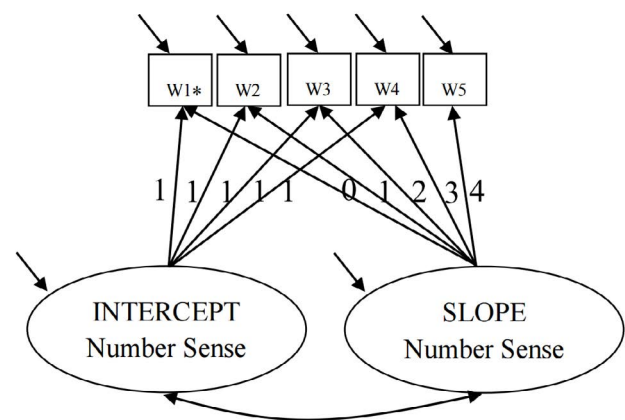 W1* W2 W3 W4 W5
1 1 1 1 1 0 1 2 3 4
INTERCEPT
Number Sense
SLOPE
Number Sense